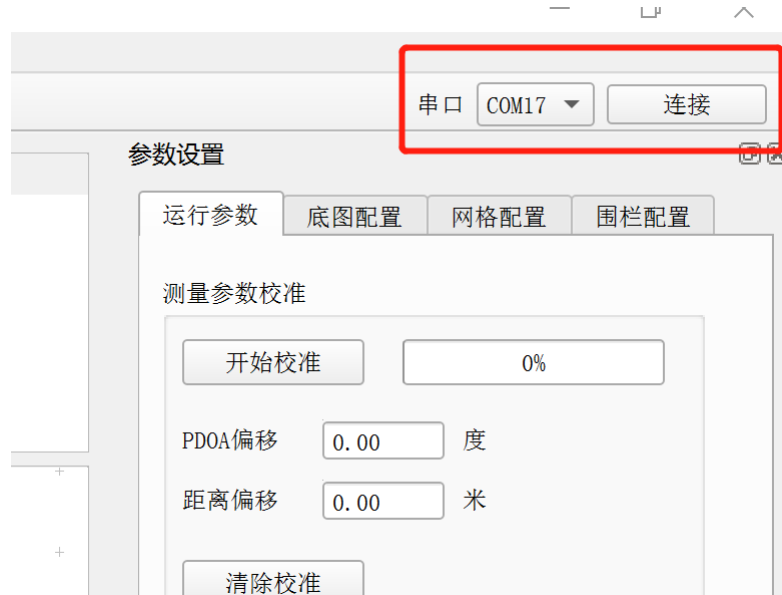 串口 COM17 连接
参数设置
运行参数 底图配置 网格配置 围栏配置
测量参数校准
开始校准 0%
PDOA偏移 0.00 度
距离偏移 0.00 米
清除校准